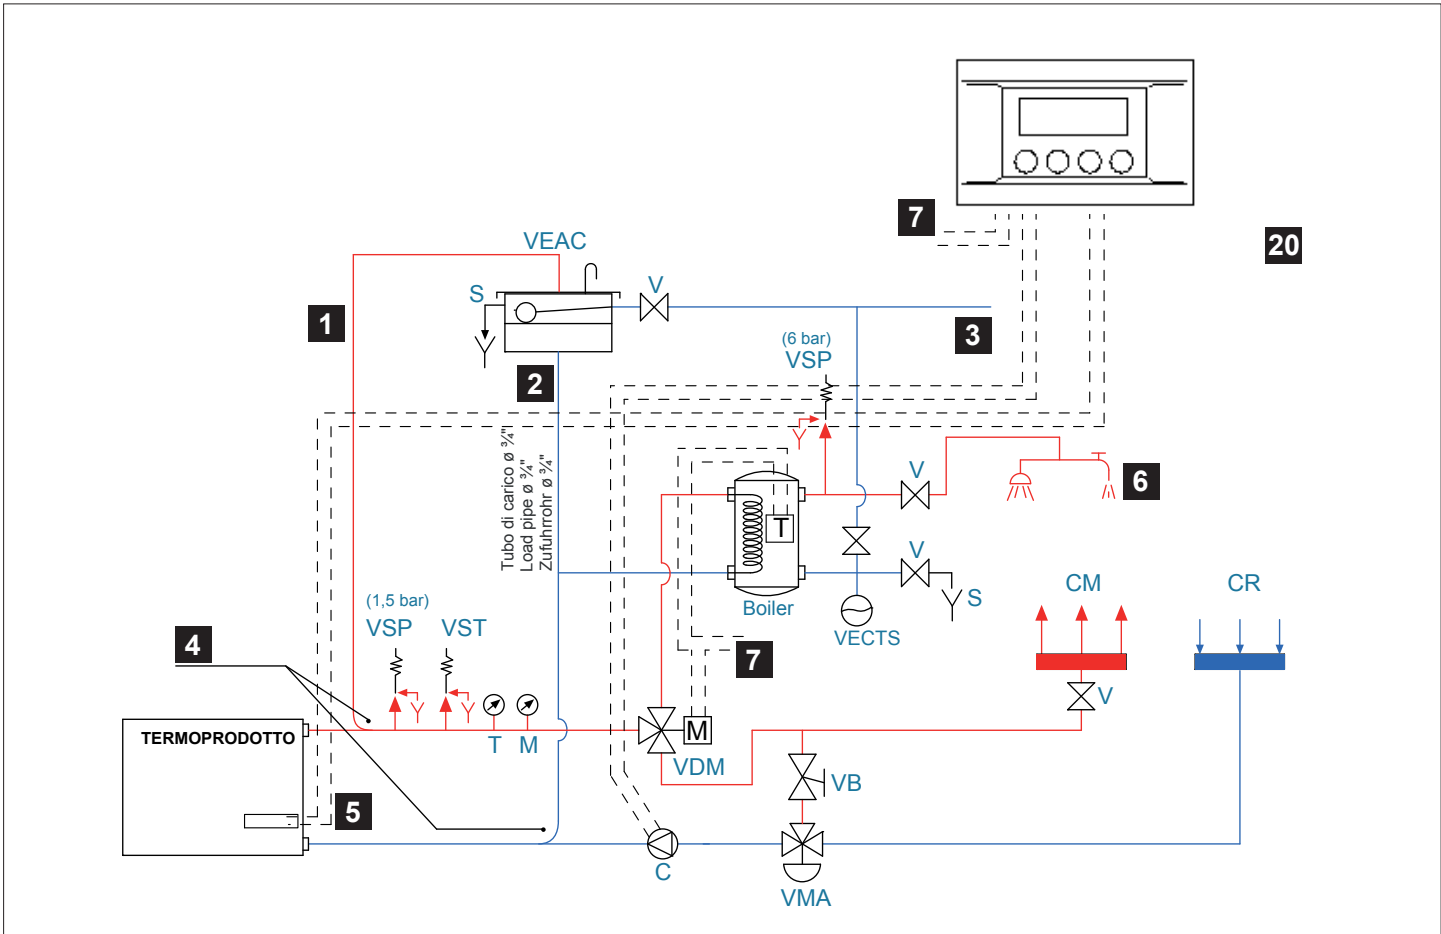 7
20
VEAC
S
V
1
3
(6 bar)
VSP
2
Tubo di carico ø ¾"
Load pipe ø ¾"
Zufuhrrohr ø ¾"
V
6
T
V
S
Boiler
VECTS
CM
CR
(1,5 bar)
VSP
VST
4
7
V
TERMOPRODOTTO
T
M
M
VDM
VB
5
C
VMA